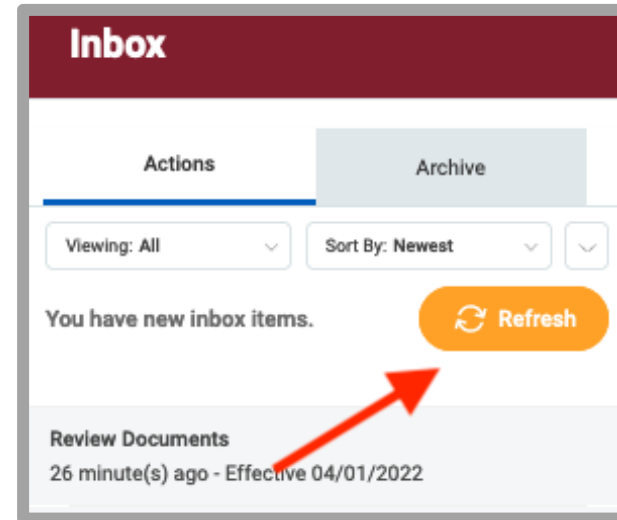 Inbox
Actions Archive
Viewing: All Sort By: Newest
You have new inbox items. Refresh
Review Documents
26 minute(s) ago - Effective 04/01/2022